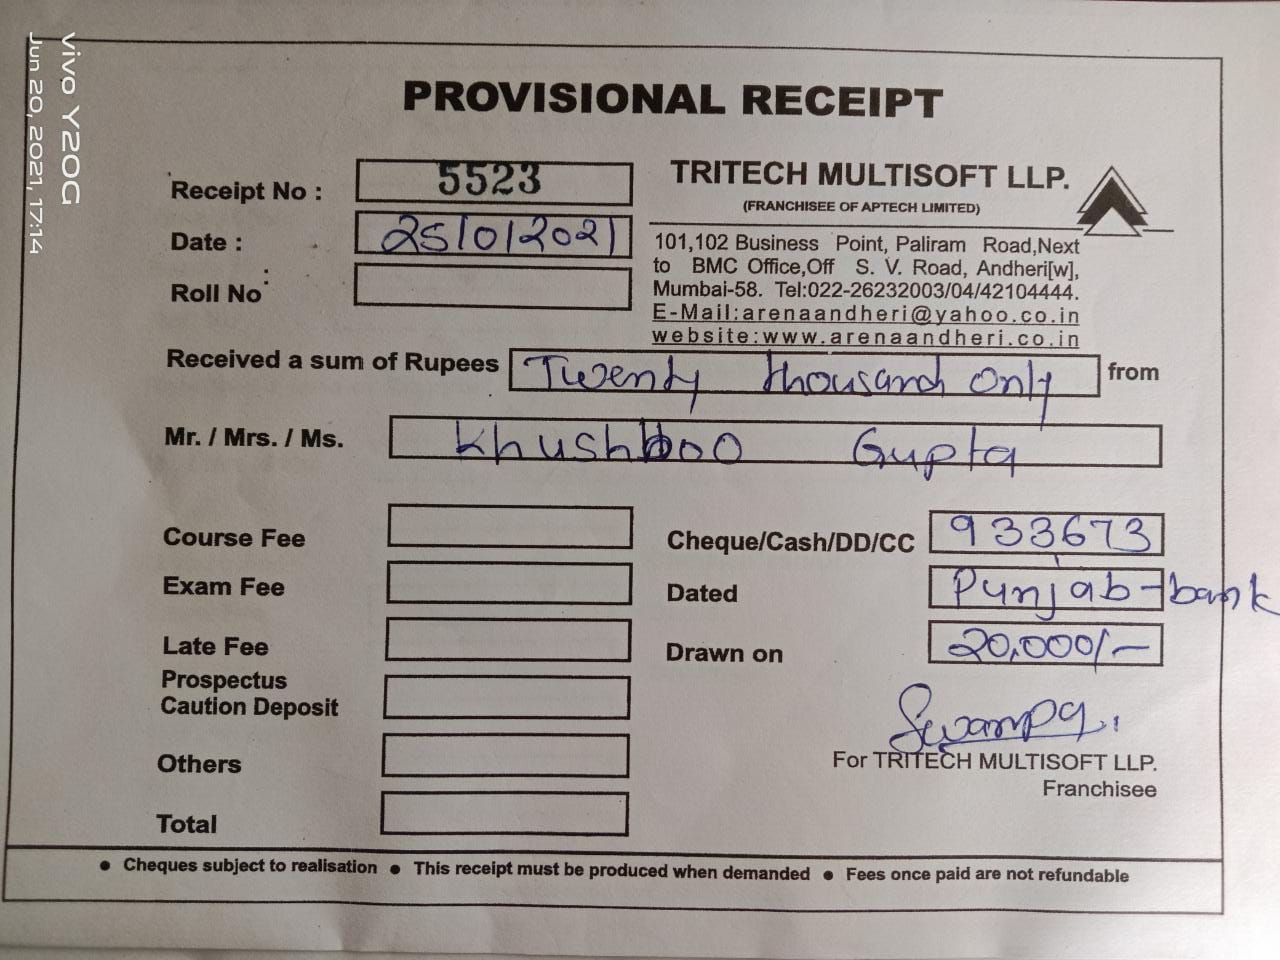 vivo Y20G
Jun 20, 2021, 17:14
PROVISIONAL RECEIPT
Receipt No : 5523
Date : 25/01/2021
Roll No :
TRITECH MULTISOFT LLP.
(FRANCHISEE OF APTECH LIMITED)
101,102 Business Point, Paliram Road,Next
to BMC Office,Off S. V. Road, Andheri[w],
Mumbai-58. Tel:022-26232003/04/42104444.
E-Mail:arenaandheri@yahoo.co.in
website:www.arenaandheri.co.in
Received a sum of Rupees Twenty thousand only from
Mr. / Mrs. / Ms. Khushboo Gupta
Course Fee
Exam Fee
Late Fee
Prospectus
Caution Deposit
Others
Total
Cheque/Cash/DD/CC 933673
Dated Punjab-bank
Drawn on 20,000/-
For TRITECH MULTISOFT LLP.
Franchisee
• Cheques subject to realisation • This receipt must be produced when demanded • Fees once paid are not refundable